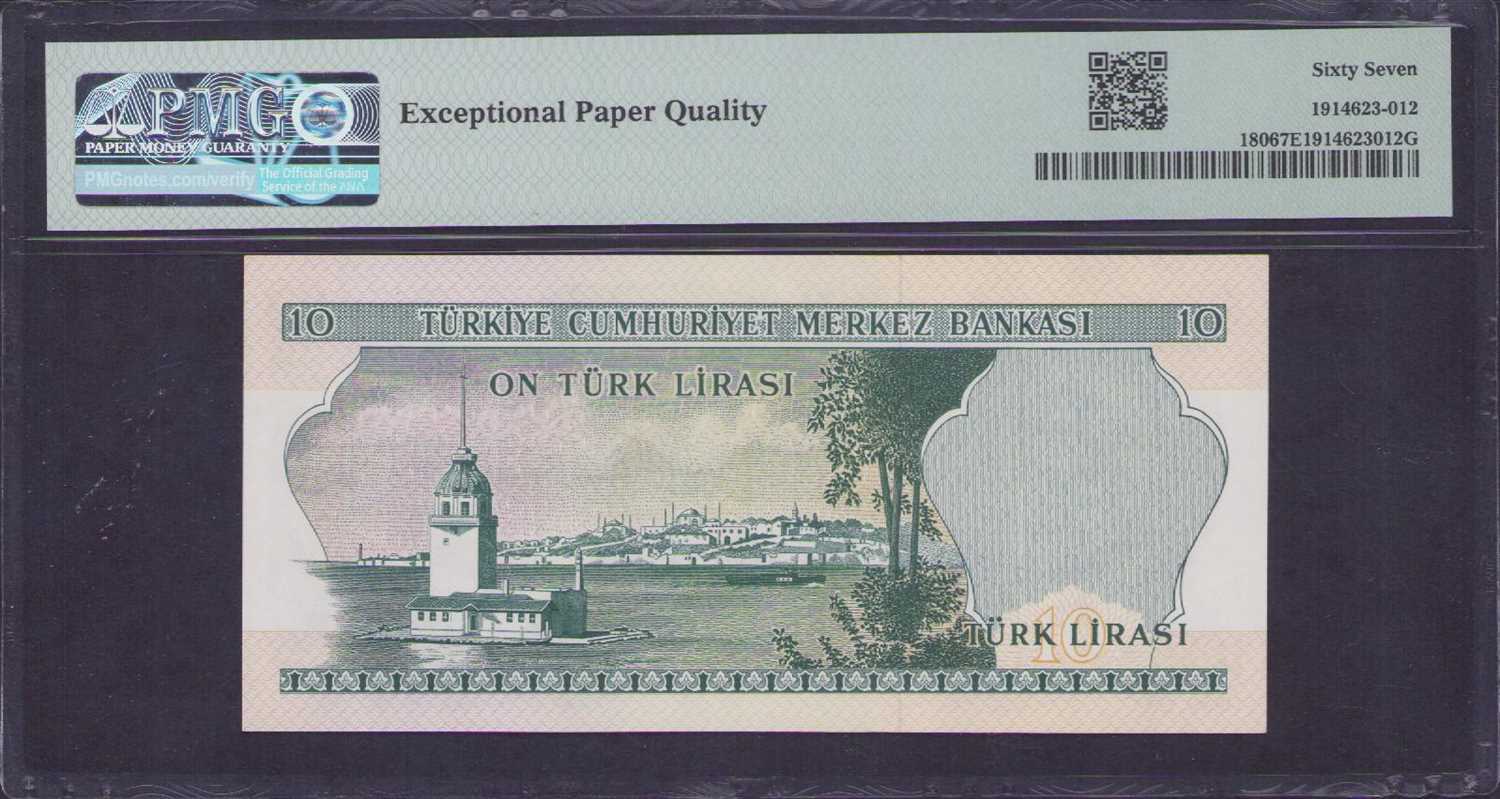 PMG
PAPER MONEY GUARANTY
PMGnotes.com/verify
The Official Grading
Service of the ANA
Exceptional Paper Quality
Sixty Seven
1914623-012
18067E1914623012G
10 TÜRKİYE CUMHURİYET MERKEZ BANKASI 10
ON TÜRK LİRASI
10
TÜRK LİRASI